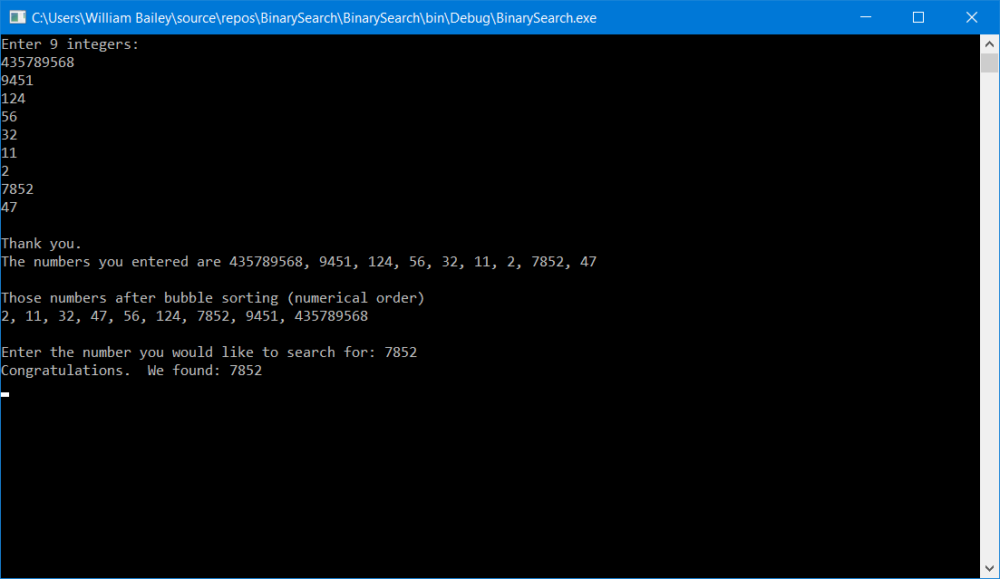 C:\Users\William Bailey\source\repos\BinarySearch\BinarySearch\bin\Debug\BinarySearch.exe
Enter 9 integers:
435789568
9451
124
56
32
11
2
7852
47
Thank you.
The numbers you entered are 435789568, 9451, 124, 56, 32, 11, 2, 7852, 47
Those numbers after bubble sorting (numerical order)
2, 11, 32, 47, 56, 124, 7852, 9451, 435789568
Enter the number you would like to search for: 7852
Congratulations.  We found: 7852